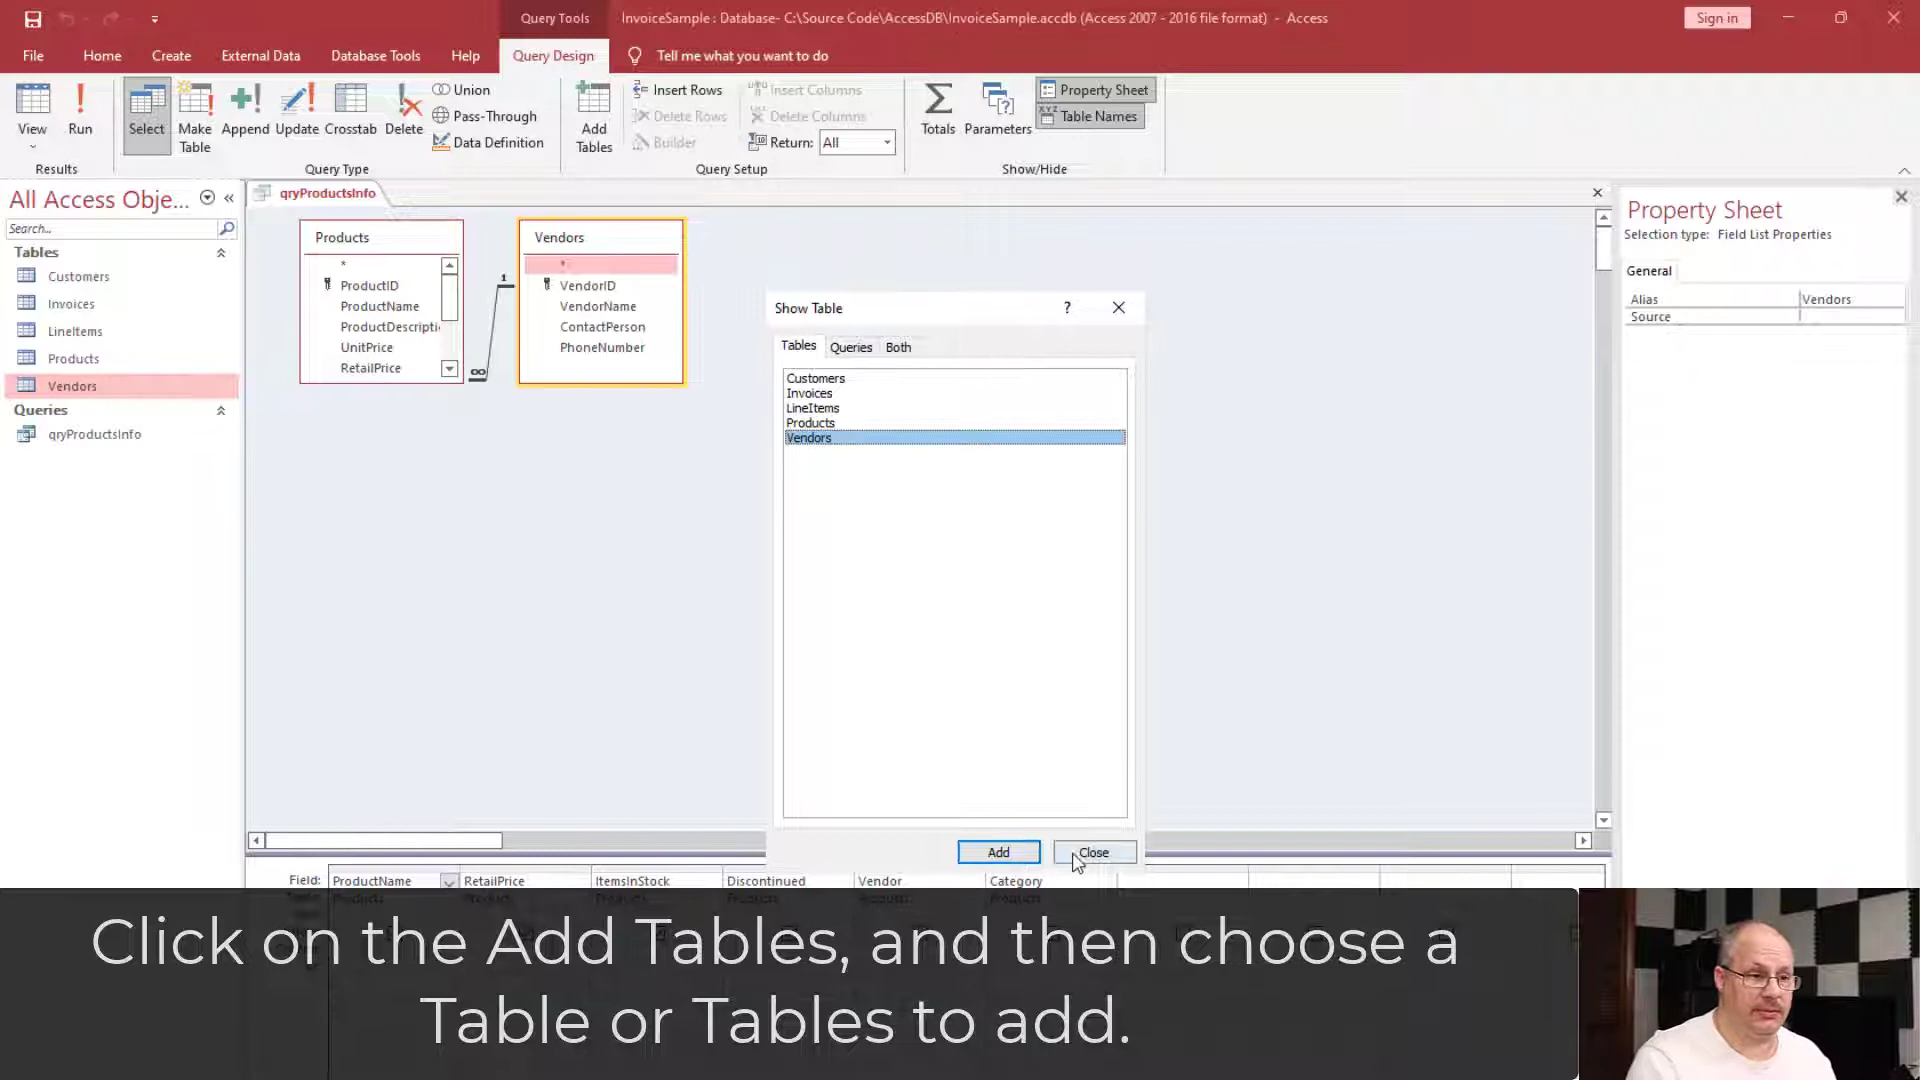 Query Tools
InvoiceSample : Database- C:\Source Code\AccessDB\InvoiceSample.accdb (Access 2007 - 2016 file format)  -  Access
Sign in
File Home Create External Data Database Tools Help Query Design Tell me what you want to do
View
Run
Results
Select
Make Table
Append
Update
Crosstab
Delete
Union
Pass-Through
Data Definition
Query Type
Add Tables
Insert Rows
Delete Rows
Builder
Insert Columns
Delete Columns
Return: All
Query Setup
Totals
Parameters
Property Sheet
Table Names
Show/Hide
All Access Obje...
Search...
Tables
Customers
Invoices
LineItems
Products
Vendors
Queries
qryProductsInfo
qryProductsInfo
Products
*
ProductID
ProductName
ProductDescripti
UnitPrice
RetailPrice
1
∞
Vendors
*
VendorID
VendorName
ContactPerson
PhoneNumber
Show Table
?
Tables Queries Both
Customers
Invoices
LineItems
Products
Vendors
Add
Close
Property Sheet
Selection type: Field List Properties
General
Alias Vendors
Source
Field: ProductName RetailPrice ItemsInStock Discontinued Vendor Category
Click on the Add Tables, and then choose a
Table or Tables to add.